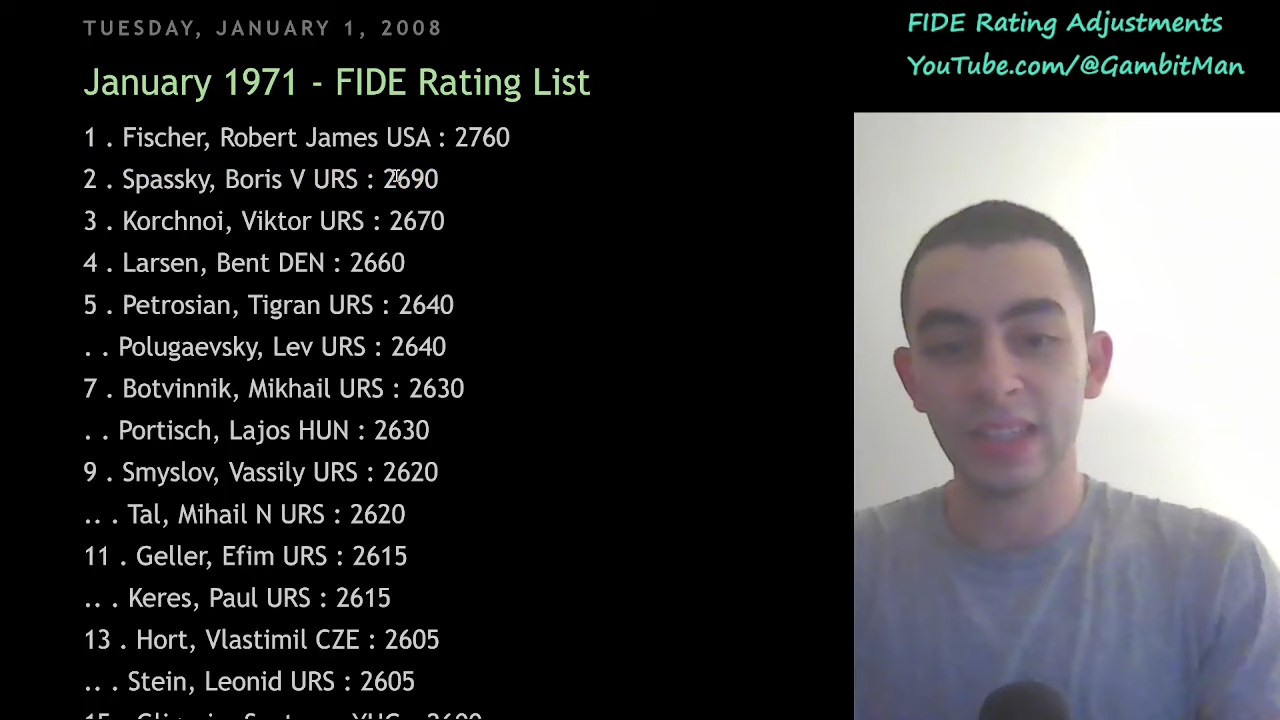 TUESDAY, JANUARY 1, 2008
January 1971 - FIDE Rating List
1 . Fischer, Robert James USA : 2760
2 . Spassky, Boris V URS : 2690
3 . Korchnoi, Viktor URS : 2670
4 . Larsen, Bent DEN : 2660
5 . Petrosian, Tigran URS : 2640
. . Polugaevsky, Lev URS : 2640
7 . Botvinnik, Mikhail URS : 2630
. . Portisch, Lajos HUN : 2630
9 . Smyslov, Vassily URS : 2620
.. . Tal, Mihail N URS : 2620
11 . Geller, Efim URS : 2615
.. . Keres, Paul URS : 2615
13 . Hort, Vlastimil CZE : 2605
.. . Stein, Leonid URS : 2605
FIDE Rating Adjustments
YouTube.com/@GambitMan